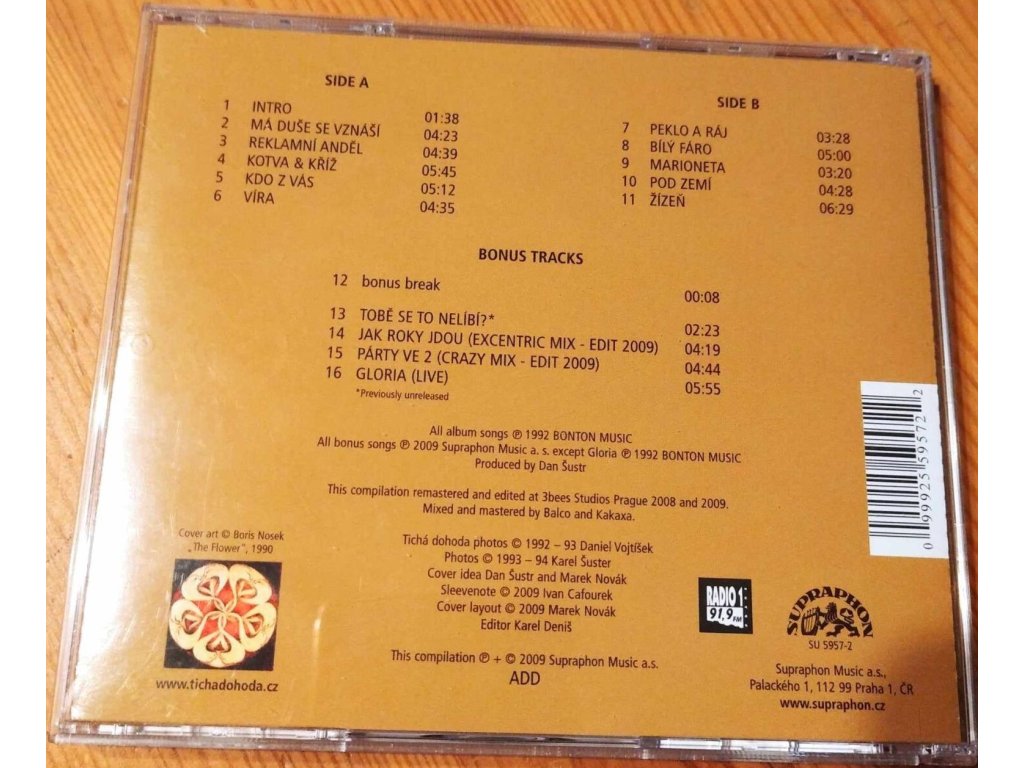 SIDE A
1 INTRO 01:38
2 MÁ DUŠE SE VZNÁŠÍ 04:23
3 REKLAMNÍ ANDĚL 04:39
4 KOTVA & KŘÍŽ 05:45
5 KDO Z VÁS 05:12
6 VÍRA 04:35
SIDE B
7 PEKLO A RÁJ 03:28
8 BÍLÝ FÁRO 05:00
9 MARIONETA 03:20
10 POD ZEMÍ 04:28
11 ŽÍZEŇ 06:29
BONUS TRACKS
12 bonus break 00:08
13 TOBĚ SE TO NELÍBÍ?* 02:23
14 JAK ROKY JDOU (EXCENTRIC MIX - EDIT 2009) 04:19
15 PÁRTY VE 2 (CRAZY MIX - EDIT 2009) 04:44
16 GLORIA (LIVE) 05:55
*Previously unreleased
All album songs ℗ 1992 BONTON MUSIC
All bonus songs ℗ 2009 Supraphon Music a. s. except Gloria ℗ 1992 BONTON MUSIC
Produced by Dan Šustr
This compilation remastered and edited at 3bees Studios Prague 2008 and 2009.
Mixed and mastered by Balco and Kakaxa.
Tichá dohoda photos © 1992 – 93 Daniel Vojtíšek
Photos © 1993 – 94 Karel Šuster
Cover idea Dan Šustr and Marek Novák
Sleevenote © 2009 Ivan Cafourek
Cover layout © 2009 Marek Novák
Editor Karel Deniš
This compilation ℗ + © 2009 Supraphon Music a.s.
ADD
Cover art © Boris Nosek
„The Flower", 1990
www.tichadohoda.cz
RADIO 1
91,9 FM
SUPRAPHON
SU 5957-2
Supraphon Music a.s.,
Palackého 1, 112 99 Praha 1, ČR
www.supraphon.cz
0 99925 59572 2